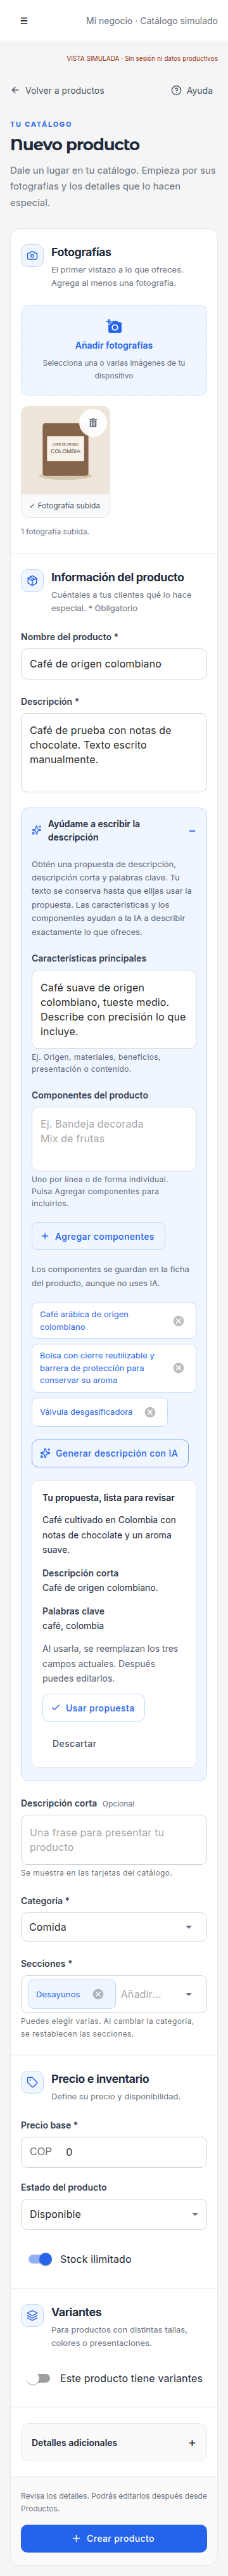 Mi negocio · Catálogo simulado
VISTA SIMULADA · Sin sesión ni datos productivos
Volver a productos
Ayuda
TU CATÁLOGO
Nuevo producto
Dale un lugar en tu catálogo. Empieza por sus
fotografías y los detalles que lo hacen
especial.
Fotografías
El primer vistazo a lo que ofreces.
Agrega al menos una fotografía.
Añadir fotografías
Selecciona una o varias imágenes de tu
dispositivo
CAFÉ DE ORIGEN
COLOMBIA
✓ Fotografía subida
1 fotografía subida.
Información del producto
Cuéntales a tus clientes qué lo hace
especial. * Obligatorio
Nombre del producto *
Café de origen colombiano
Descripción *
Café de prueba con notas de
chocolate. Texto escrito
manualmente.
Ayúdame a escribir la
descripción
Obtén una propuesta de descripción,
descripción corta y palabras clave. Tu
texto se conserva hasta que elijas usar la
propuesta. Las características y los
componentes ayudan a la IA a describir
exactamente lo que ofreces.
Características principales
Café suave de origen
colombiano, tueste medio.
Describe con precisión lo que
incluye.
Ej. Origen, materiales, beneficios,
presentación o contenido.
Componentes del producto
Ej. Bandeja decorada
Mix de frutas
Uno por línea o de forma individual.
Pulsa Agregar componentes para
incluirlos.
+ Agregar componentes
Los componentes se guardan en la ficha
del producto, aunque no uses IA.
Café arábica de origen
colombiano
Bolsa con cierre reutilizable y
barrera de protección para
conservar su aroma
Válvula desgasificadora
Generar descripción con IA
Tu propuesta, lista para revisar
Café cultivado en Colombia con
notas de chocolate y un aroma
suave.
Descripción corta
Café de origen colombiano.
Palabras clave
café, colombia
Al usarla, se reemplazan los tres
campos actuales. Después
puedes editarlos.
Usar propuesta
Descartar
Descripción corta Opcional
Una frase para presentar tu
producto
Se muestra en las tarjetas del catálogo.
Categoría *
Comida
Secciones *
Desayunos
Añadir...
Puedes elegir varias. Al cambiar la categoría,
se restablecen las secciones.
Precio e inventario
Define su precio y disponibilidad.
Precio base *
COP 0
Estado del producto
Disponible
Stock ilimitado
Variantes
Para productos con distintas tallas,
colores o presentaciones.
Este producto tiene variantes
Detalles adicionales +
Revisa los detalles. Podrás editarlos después desde
Productos.
+ Crear producto